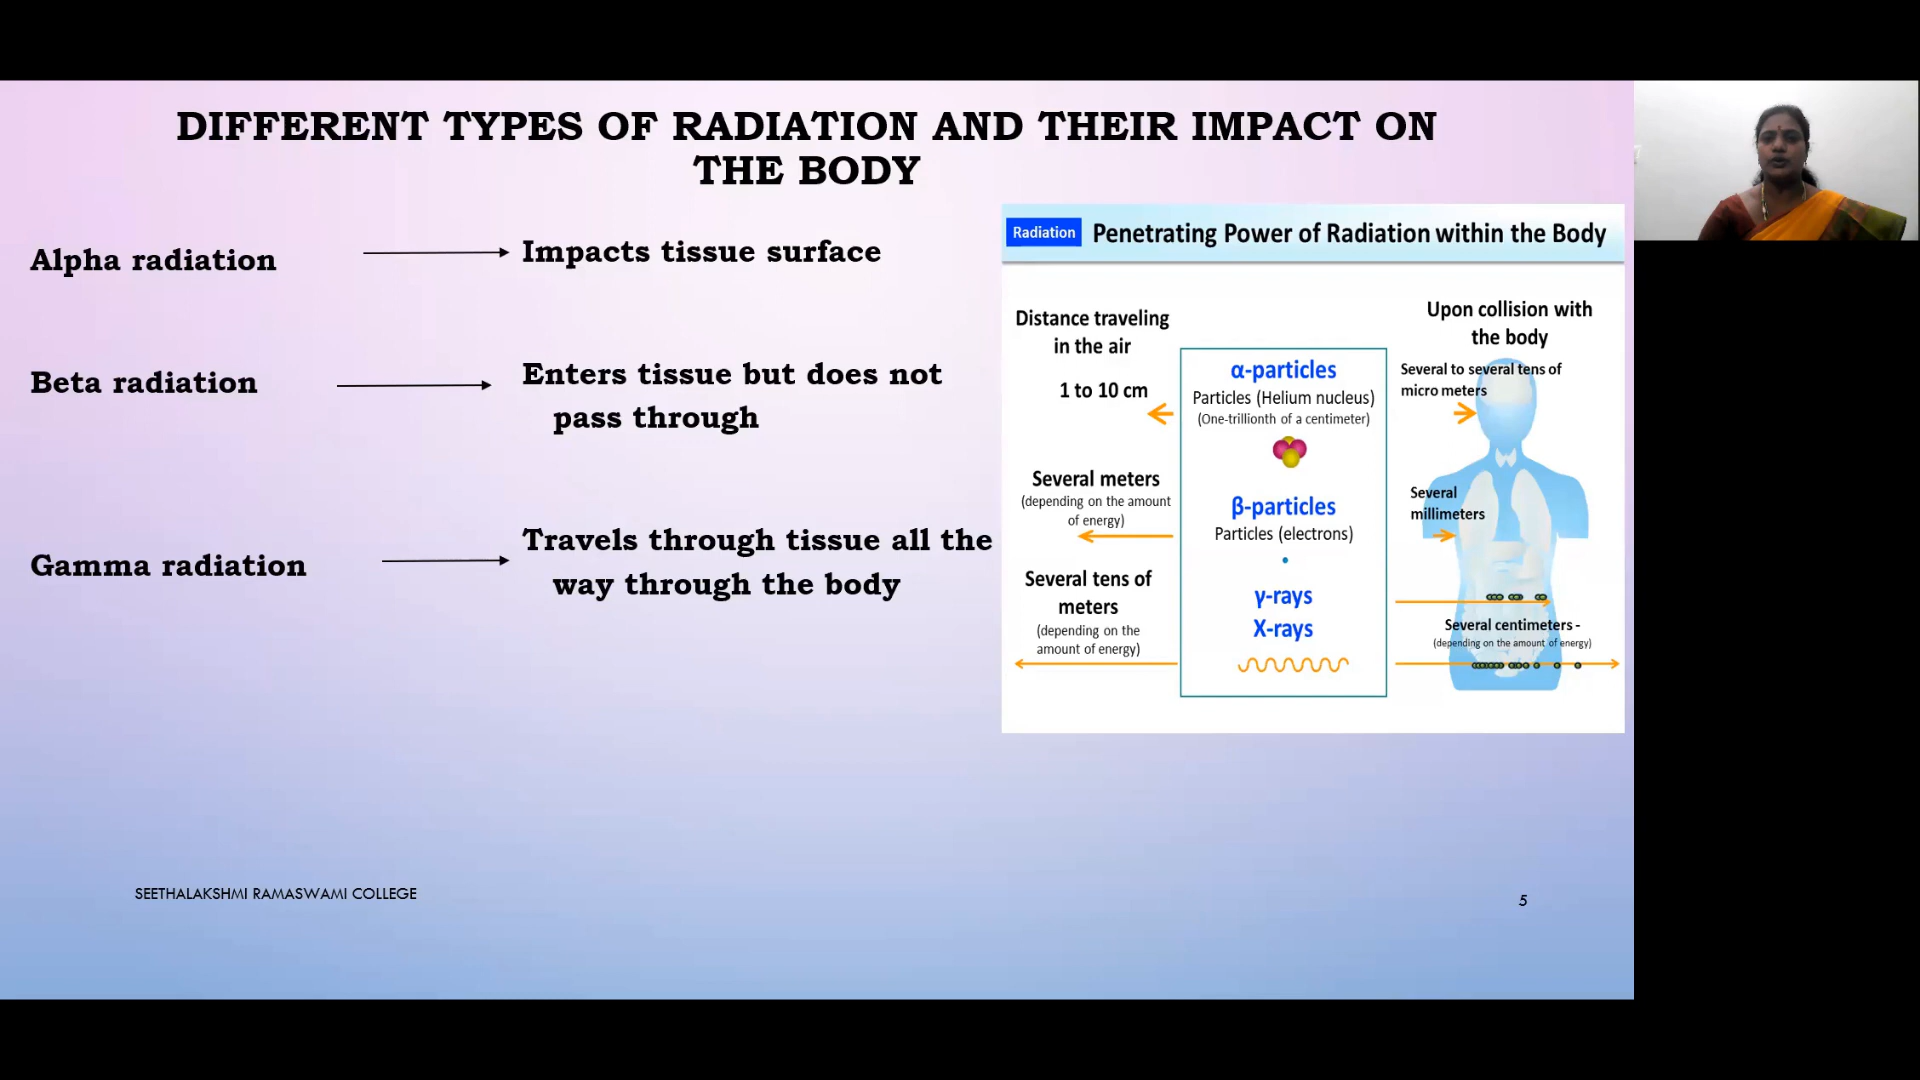 DIFFERENT TYPES OF RADIATION AND THEIR IMPACT ON
THE BODY
Alpha radiation
Impacts tissue surface
Beta radiation
Enters tissue but does not
pass through
Gamma radiation
Travels through tissue all the
way through the body
Radiation
Penetrating Power of Radiation within the Body
Distance traveling
in the air
1 to 10 cm
Several meters
(depending on the amount
of energy)
Several tens of
meters
(depending on the
amount of energy)
α-particles
Particles (Helium nucleus)
(One-trillionth of a centimeter)
β-particles
Particles (electrons)
γ-rays
X-rays
Upon collision with
the body
Several to several tens of
micro meters
Several
millimeters
Several centimeters -
(depending on the amount of energy)
SEETHALAKSHMI RAMASWAMI COLLEGE
5